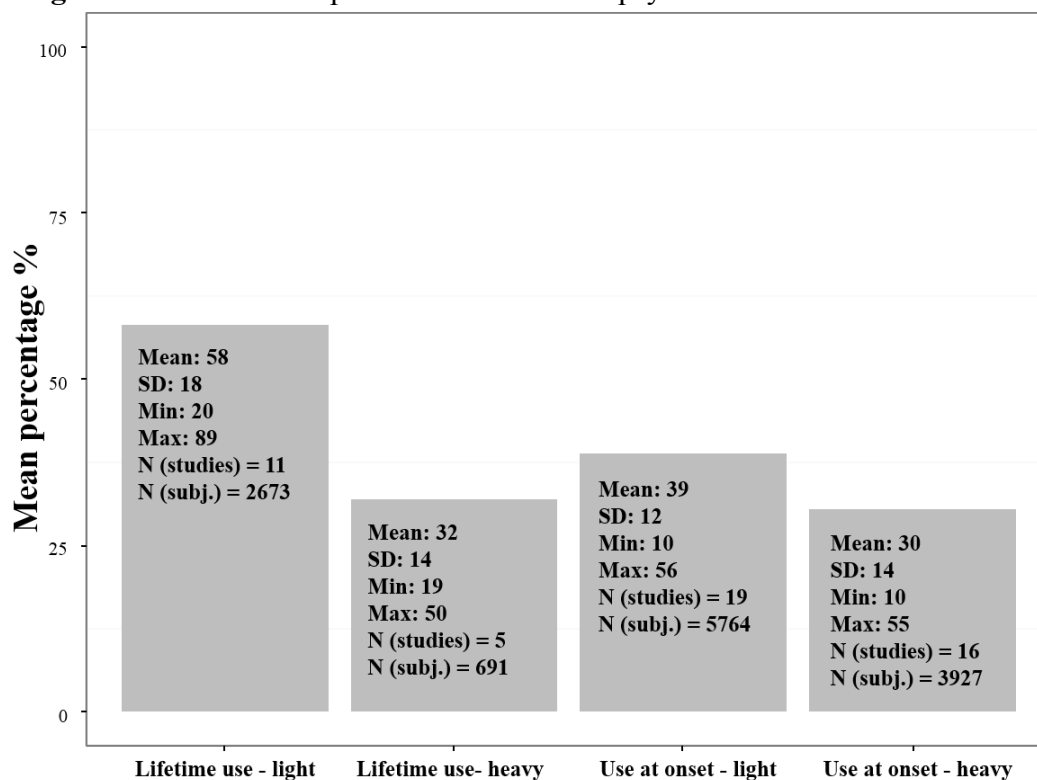 100
75
50
25
0
Mean percentage %
Mean: 58
SD: 18
Min: 20
Max: 89
N (studies) = 11
N (subj.) = 2673
Mean: 32
SD: 14
Min: 19
Max: 50
N (studies) = 5
N (subj.) = 691
Mean: 39
SD: 12
Min: 10
Max: 56
N (studies) = 19
N (subj.) = 5764
Mean: 30
SD: 14
Min: 10
Max: 55
N (studies) = 16
N (subj.) = 3927
Lifetime use - light
Lifetime use- heavy
Use at onset - light
Use at onset - heavy